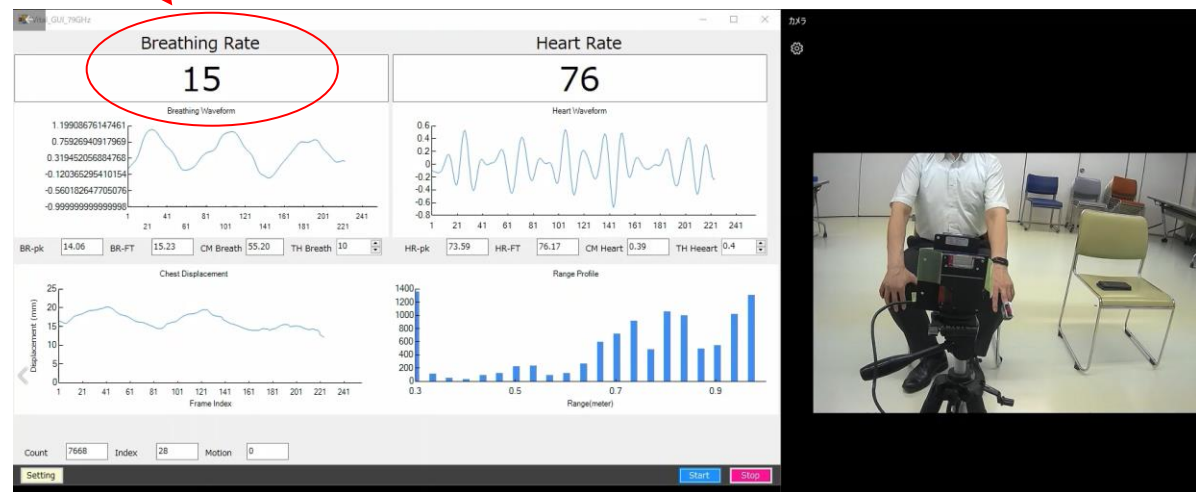 Vital_GUI_79GHz
カメラ
Breathing Rate
Heart Rate
15
76
Breathing Waveform
1.19908676147461
0.75926940917969
0.319452056884768
-0.120365295410154
-0.560182647705076
-0.999999999999998
1 41 81 121 161 201 241
21 61 101 141 181 221
Heart Waveform
0.6
0.4
0.2
0
-0.2
-0.4
-0.6
-0.8
1 21 41 61 81 101 121 141 161 181 201 221 241
BR-pk 14.06 BR-FT 15.23 CM Breath 55.20 TH Breath 10
HR-pk 73.59 HR-FT 76.17 CM Heart 0.39 TH Heeart 0.4
Chest Displacement
Displacement (mm)
25
20
15
10
5
0
1 21 41 61 81 101 121 141 161 181 201 221 241
Frame Index
Range Profile
1400
1200
1000
800
600
400
200
0
0.3 0.5 0.7 0.9
Range(meter)
Count 7668 Index 28 Motion 0
Setting
Start Stop